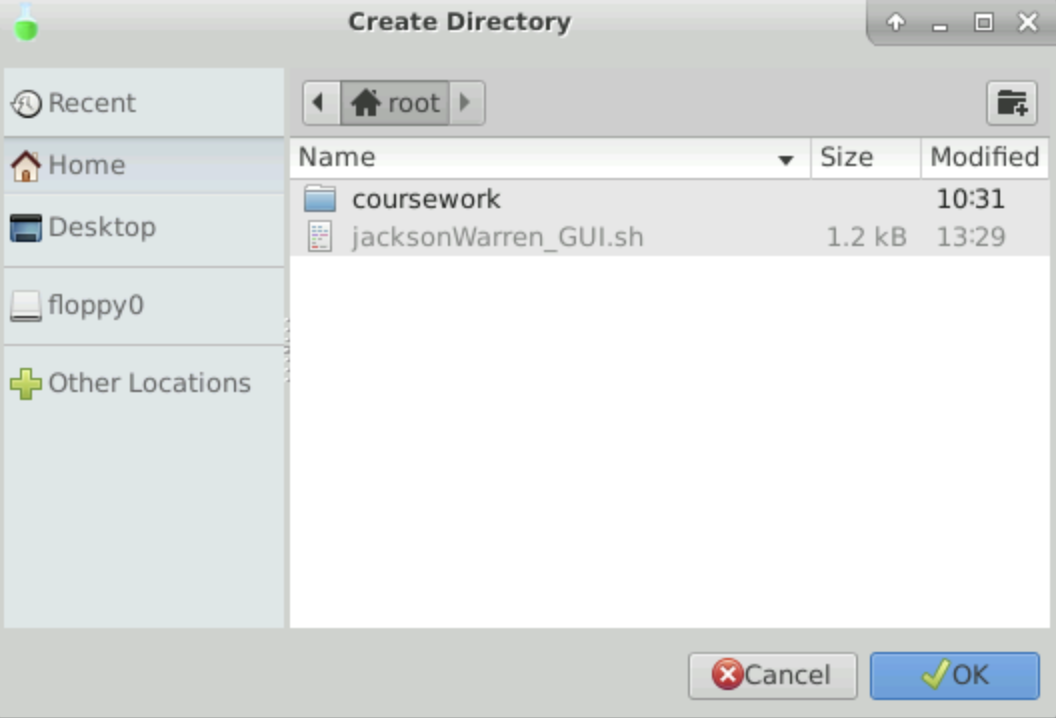 Create Directory
Recent
Home
Desktop
floppy0
Other Locations
root
Name Size Modified
coursework 10:31
jacksonWarren_GUI.sh 1.2 kB 13:29
Cancel OK